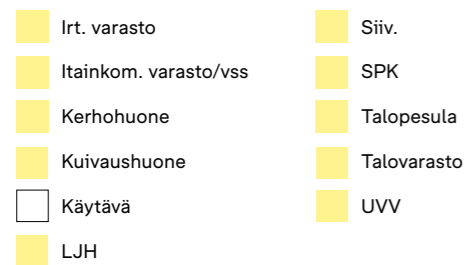 Irt. varasto
Itainkom. varasto/vss
Kerhohuone
Kuivaushuone
Käytävä
LJH
Siiv.
SPK
Talopesula
Talovarasto
UVV